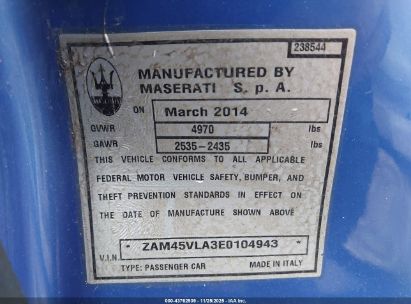 238544
MANUFACTURED BY
MASERATI S. p. A.
ON March 2014
GVWR 4970 lbs
GAWR 2535-2435 lbs
THIS VEHICLE CONFORMS TO ALL APPLICABLE
FEDERAL MOTOR VEHICLE SAFETY, BUMPER, AND
THEFT PREVENTION STANDARDS IN EFFECT ON
THE DATE OF MANUFACTURE SHOWN ABOVE
V.I.N. * ZAM45VLA3E0104943 *
TYPE: PASSENGER CAR MADE IN ITALY